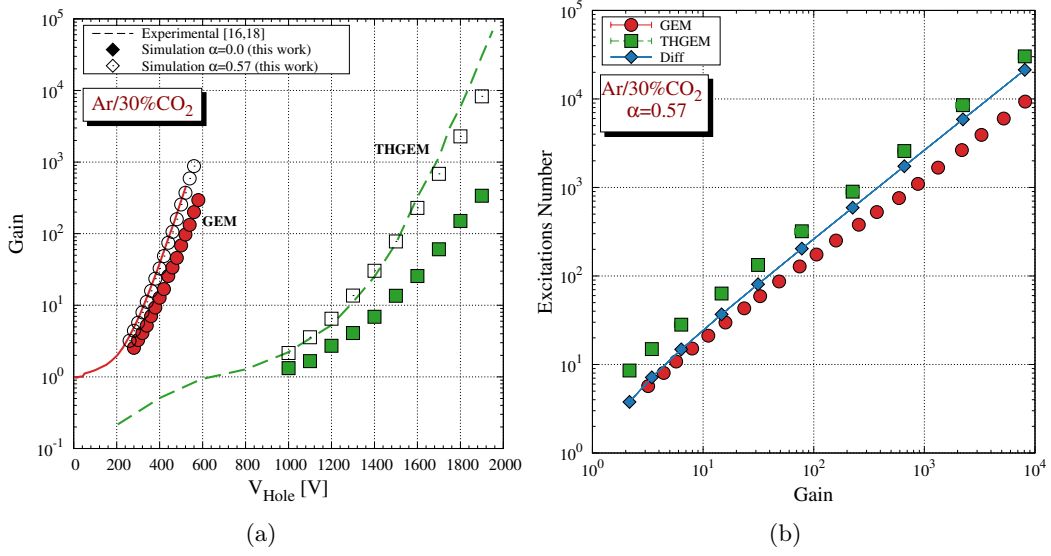 Gain
10^5
10^4
10^3
10^2
10^1
10^0
10^-1
Experimental [16,18]
Simulation α=0.0 (this work)
Simulation α=0.57 (this work)
Ar/30%CO_2
THGEM
GEM
0 200 400 600 800 1000 1200 1400 1600 1800 2000
V_Hole [V]
(a)
Excitations Number
10^5
10^4
10^3
10^2
10^1
10^0
GEM
THGEM
Diff
Ar/30%CO_2
α=0.57
10^0 10^1 10^2 10^3 10^4
Gain
(b)